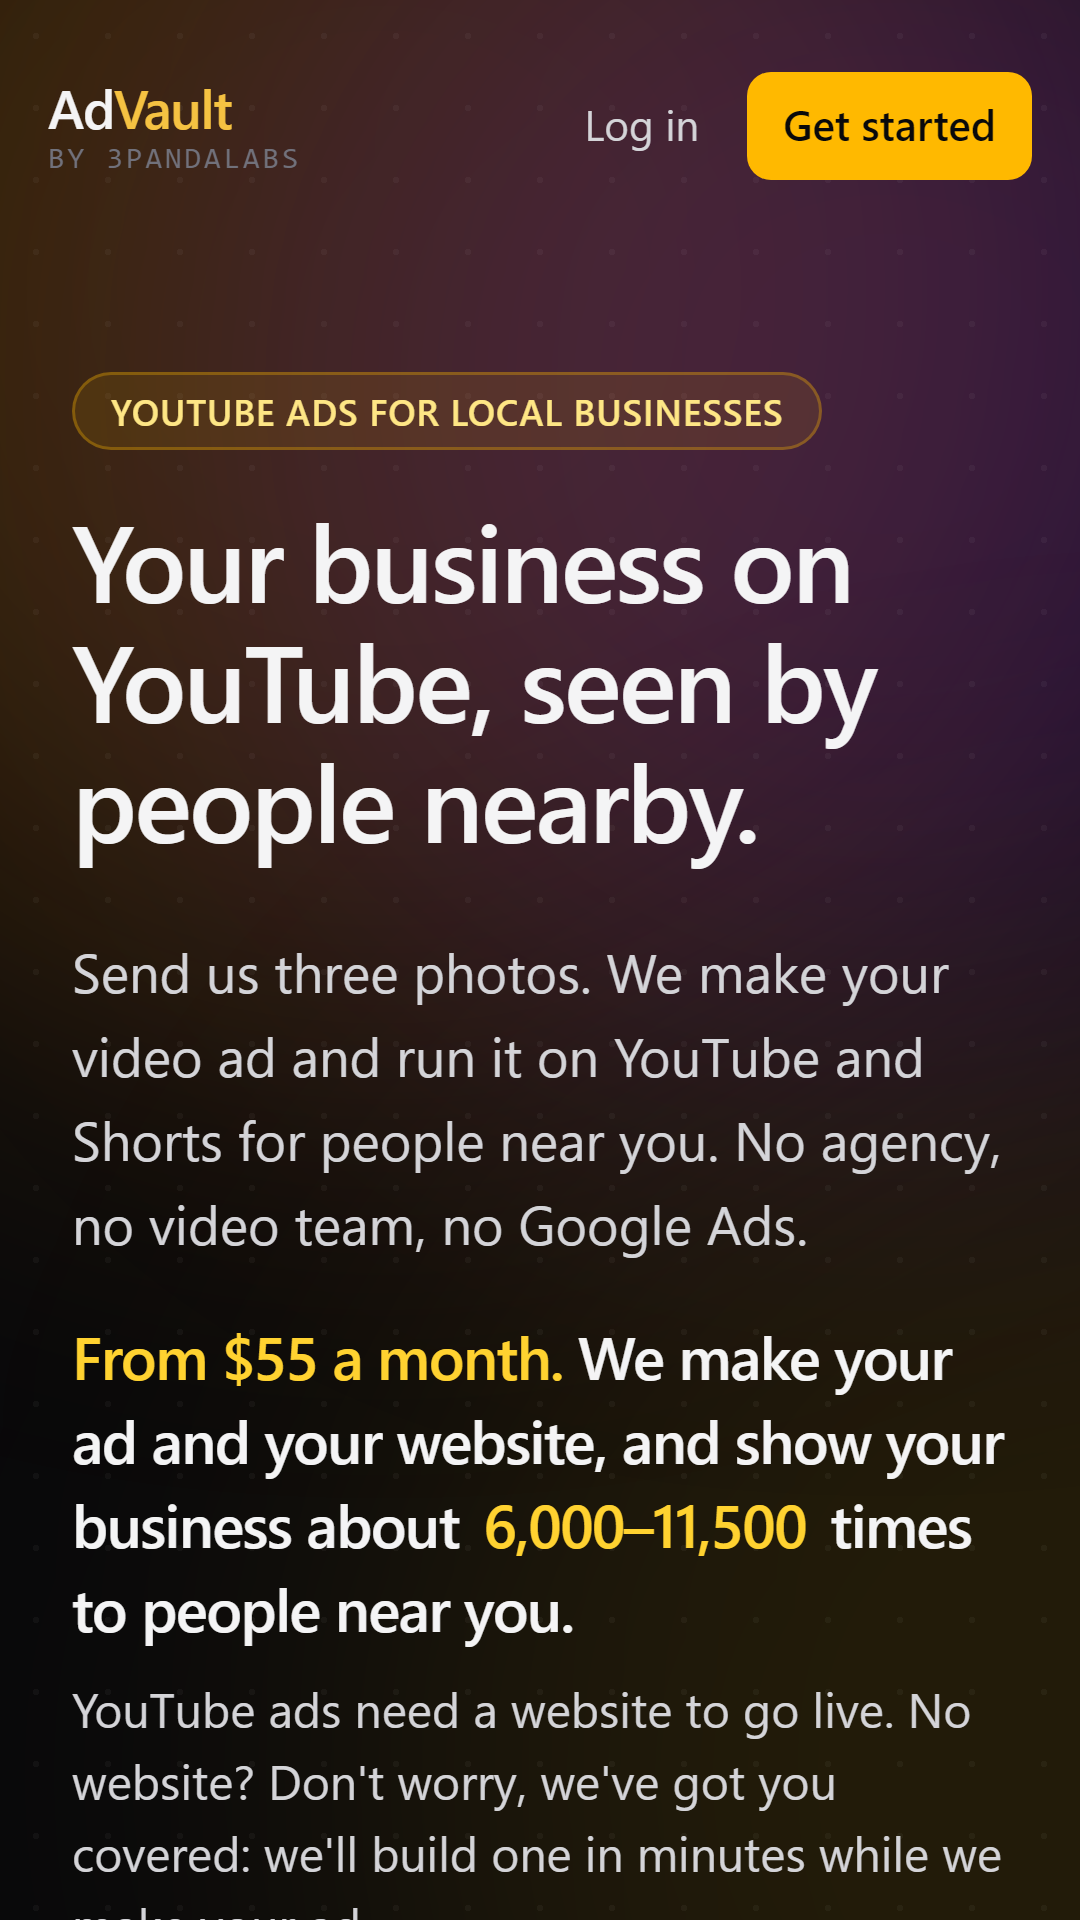 AdVault
BY 3PANDALABS
Log in
Get started
YOUTUBE ADS FOR LOCAL BUSINESSES
Your business on
YouTube, seen by
people nearby.
Send us three photos. We make your
video ad and run it on YouTube and
Shorts for people near you. No agency,
no video team, no Google Ads.
From $55 a month. We make your
ad and your website, and show your
business about 6,000–11,500 times
to people near you.
YouTube ads need a website to go live. No
website? Don't worry, we've got you
covered: we'll build one in minutes while we